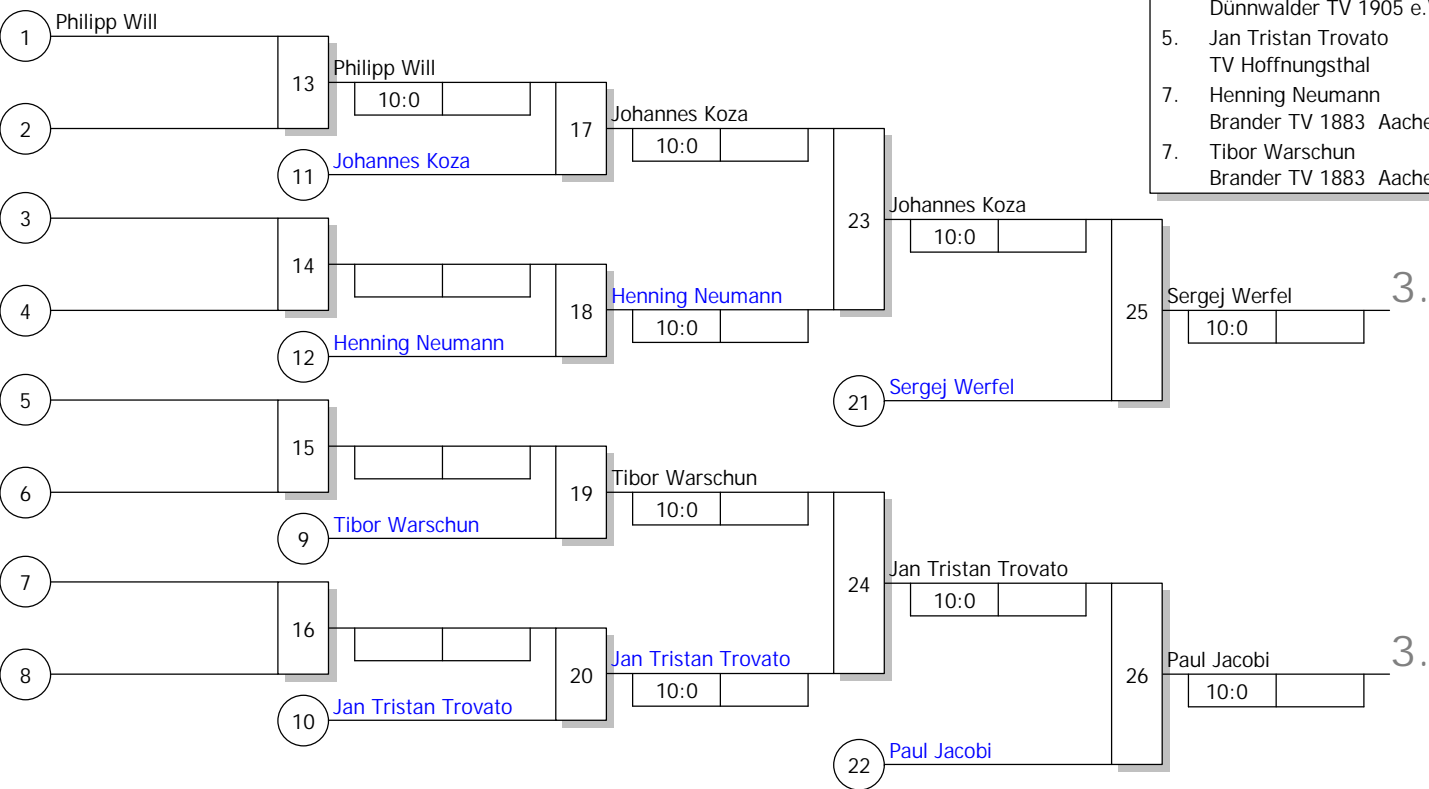 Dünnwalder TV 1905 e.V
5. Jan Tristan Trovato
TV Hoffnungsthal
7. Henning Neumann
Brander TV 1883 Aache
7. Tibor Warschun
Brander TV 1883 Aache
1 Philipp Will
13 Philipp Will
10:0
2
17 Johannes Koza
10:0
11 Johannes Koza
3
23 Johannes Koza
10:0
14
4
18 Henning Neumann
10:0
12 Henning Neumann
25 Sergej Werfel 3.
10:0
5
21 Sergej Werfel
15
6
19 Tibor Warschun
10:0
9 Tibor Warschun
7
24 Jan Tristan Trovato
10:0
16
8
20 Jan Tristan Trovato
10:0
10 Jan Tristan Trovato
26 Paul Jacobi 3.
10:0
22 Paul Jacobi